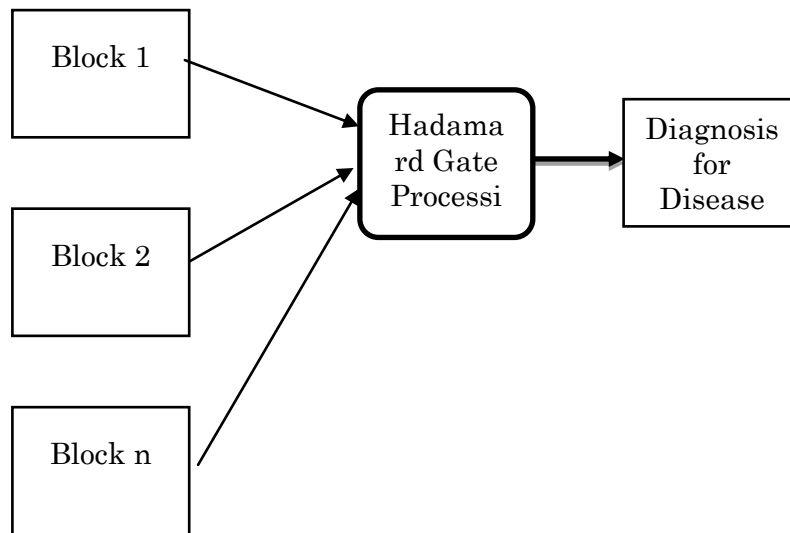 Block 1
Block 2
Block n
Hadama
rd Gate
Processi
Diagnosis
for
Disease